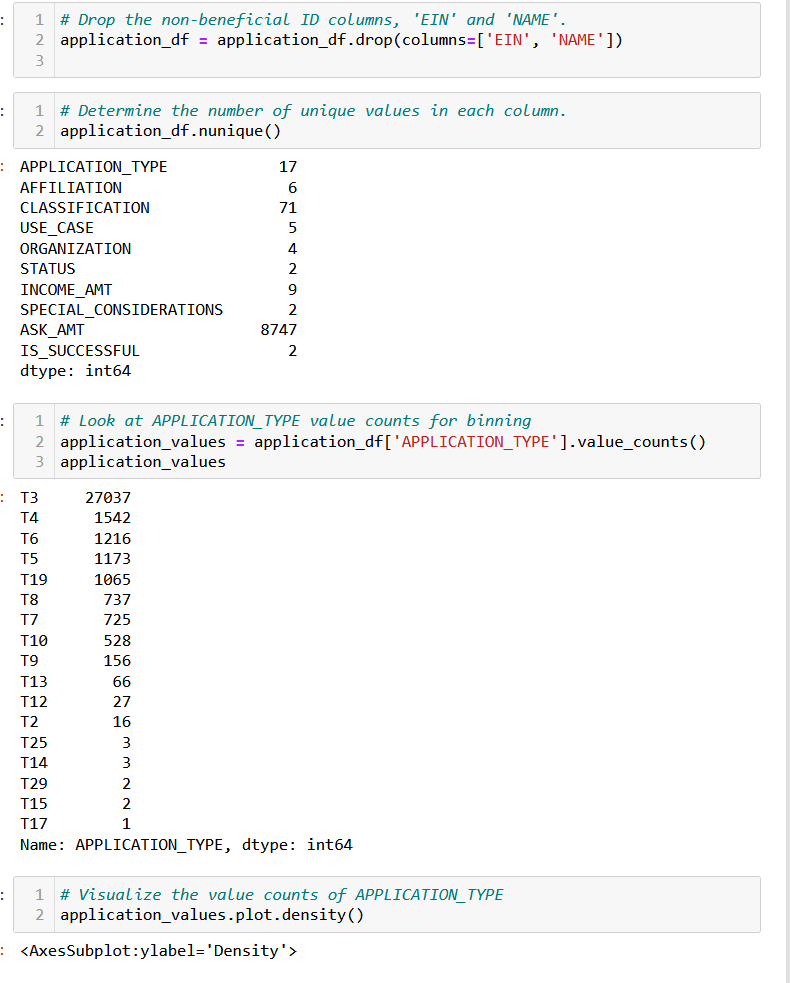 :
1 # Drop the non-beneficial ID columns, 'EIN' and 'NAME'.
2 application_df = application_df.drop(columns=['EIN', 'NAME'])
3
:
1 # Determine the number of unique values in each column.
2 application_df.nunique()
:
APPLICATION_TYPE 17
AFFILIATION 6
CLASSIFICATION 71
USE_CASE 5
ORGANIZATION 4
STATUS 2
INCOME_AMT 9
SPECIAL_CONSIDERATIONS 2
ASK_AMT 8747
IS_SUCCESSFUL 2
dtype: int64
:
1 # Look at APPLICATION_TYPE value counts for binning
2 application_values = application_df['APPLICATION_TYPE'].value_counts()
3 application_values
:
T3 27037
T4 1542
T6 1216
T5 1173
T19 1065
T8 737
T7 725
T10 528
T9 156
T13 66
T12 27
T2 16
T25 3
T14 3
T29 2
T15 2
T17 1
Name: APPLICATION_TYPE, dtype: int64
:
1 # Visualize the value counts of APPLICATION_TYPE
2 application_values.plot.density()
:
<AxesSubplot:ylabel='Density'>